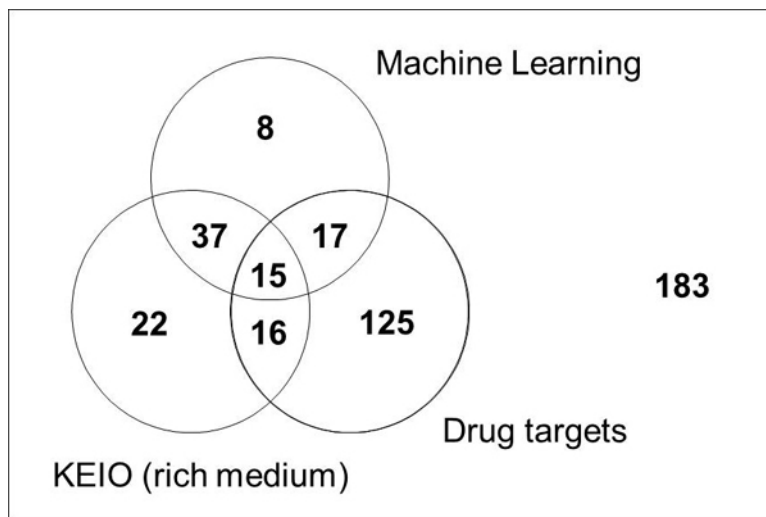 Machine Learning
8
37
17
15
183
22
16
125
Drug targets
KEIO (rich medium)